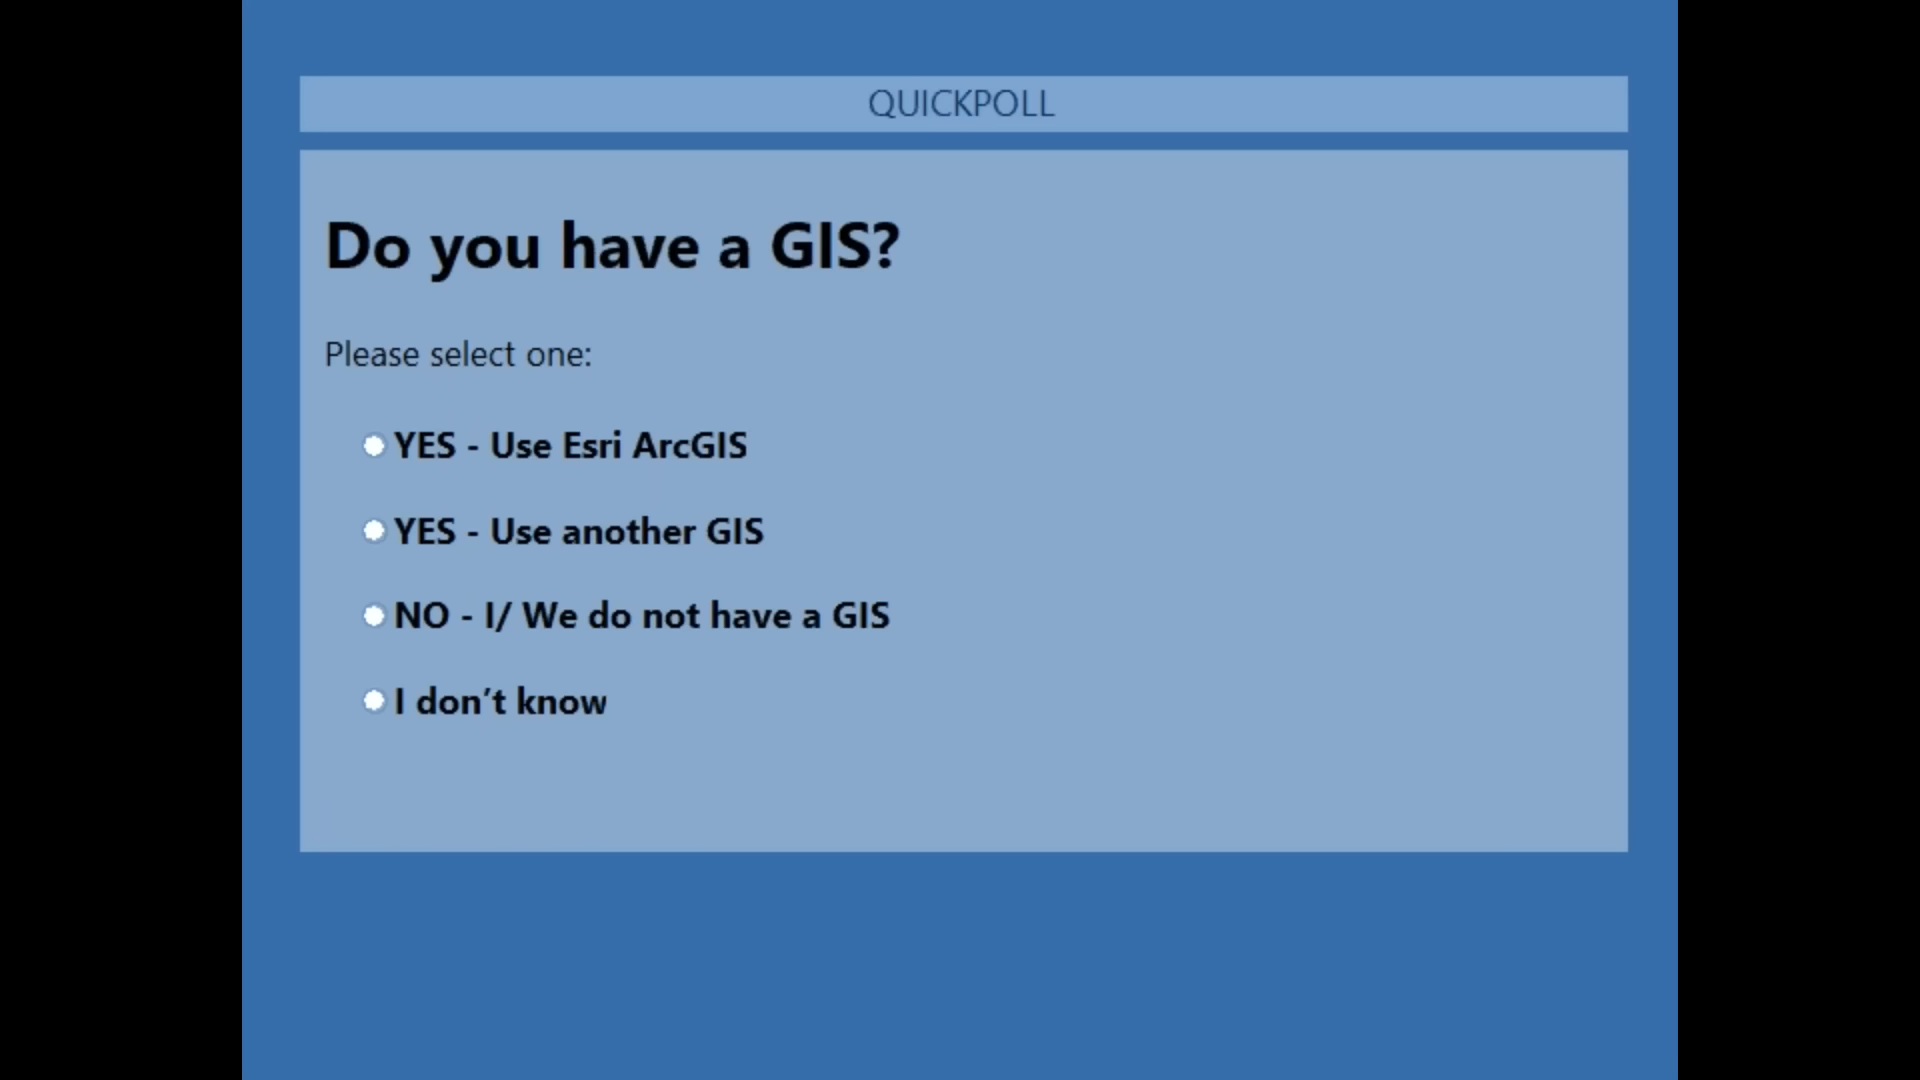 QUICKPOLL
Do you have a GIS?
Please select one:
YES - Use Esri ArcGIS
YES - Use another GIS
NO - I/ We do not have a GIS
I don’t know